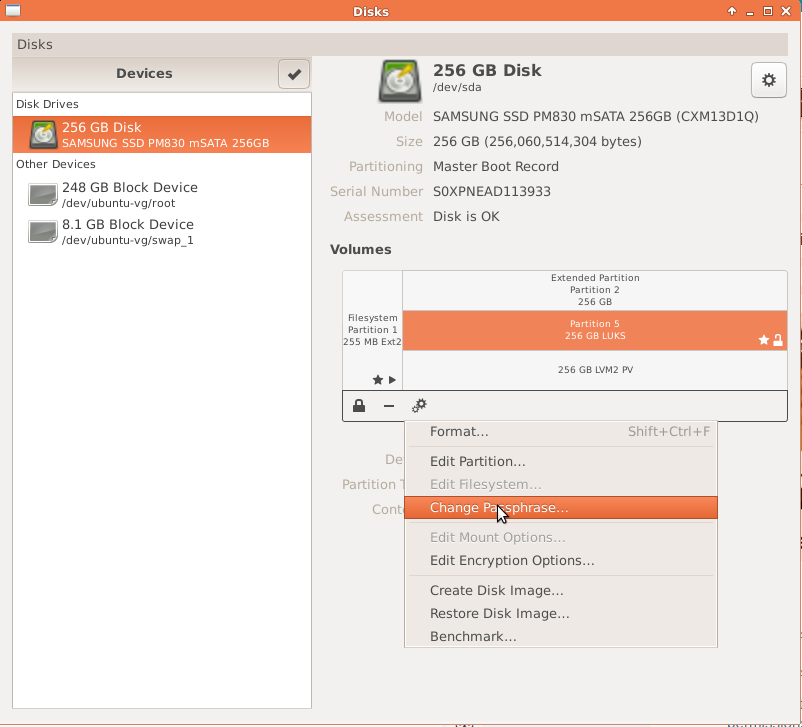 Disks
Disks
Devices
Disk Drives
256 GB Disk
SAMSUNG SSD PM830 mSATA 256GB
Other Devices
248 GB Block Device
/dev/ubuntu-vg/root
8.1 GB Block Device
/dev/ubuntu-vg/swap_1
256 GB Disk
/dev/sda
Model SAMSUNG SSD PM830 mSATA 256GB (CXM13D1Q)
Size 256 GB (256,060,514,304 bytes)
Partitioning Master Boot Record
Serial Number S0XPNEAD113933
Assessment Disk is OK
Volumes
Filesystem
Partition 1
255 MB Ext2
Extended Partition
Partition 2
256 GB
Partition 5
256 GB LUKS
256 GB LVM2 PV
De
Partition T
Conte
Format... Shift+Ctrl+F
Edit Partition...
Edit Filesystem...
Change Passphrase...
Edit Mount Options...
Edit Encryption Options...
Create Disk Image...
Restore Disk Image...
Benchmark...